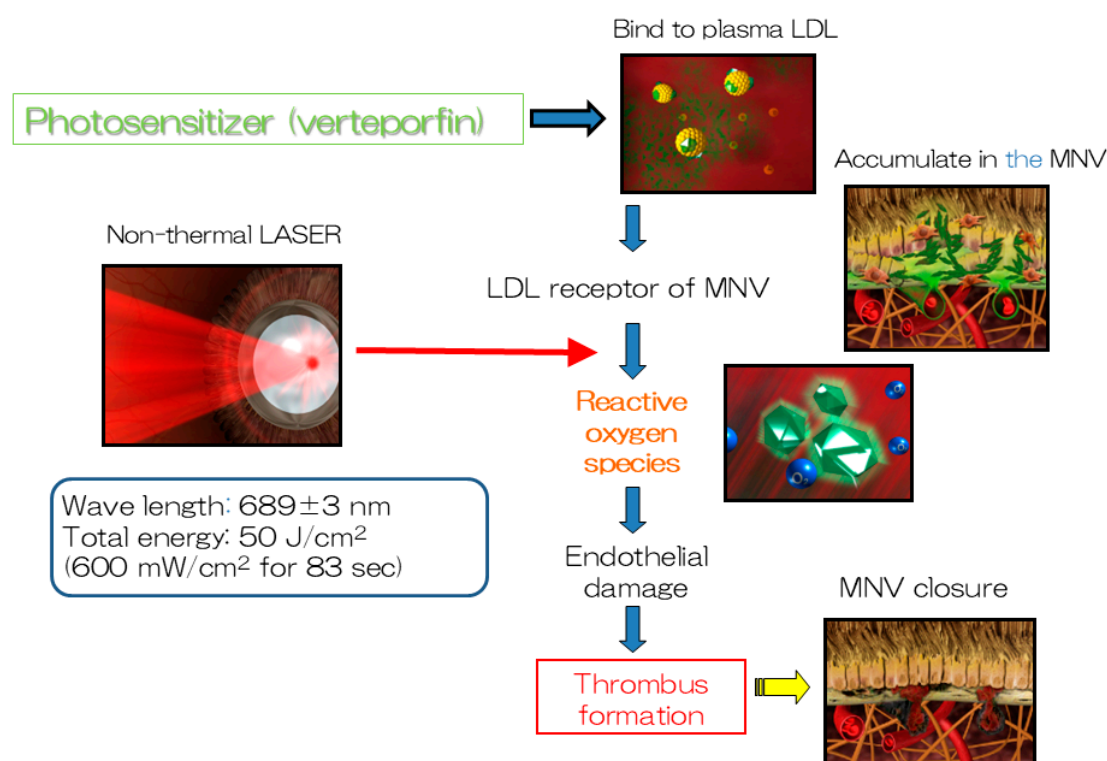 Bind to plasma LDL
Photosensitizer (verteporfin)
Accumulate in the MNV
Non-thermal LASER
LDL receptor of MNV
Reactive
oxygen
species
O₂
Wave length: 689±3 nm
Total energy: 50 J/cm²
(600 mW/cm² for 83 sec)
Endothelial
damage
MNV closure
Thrombus
formation